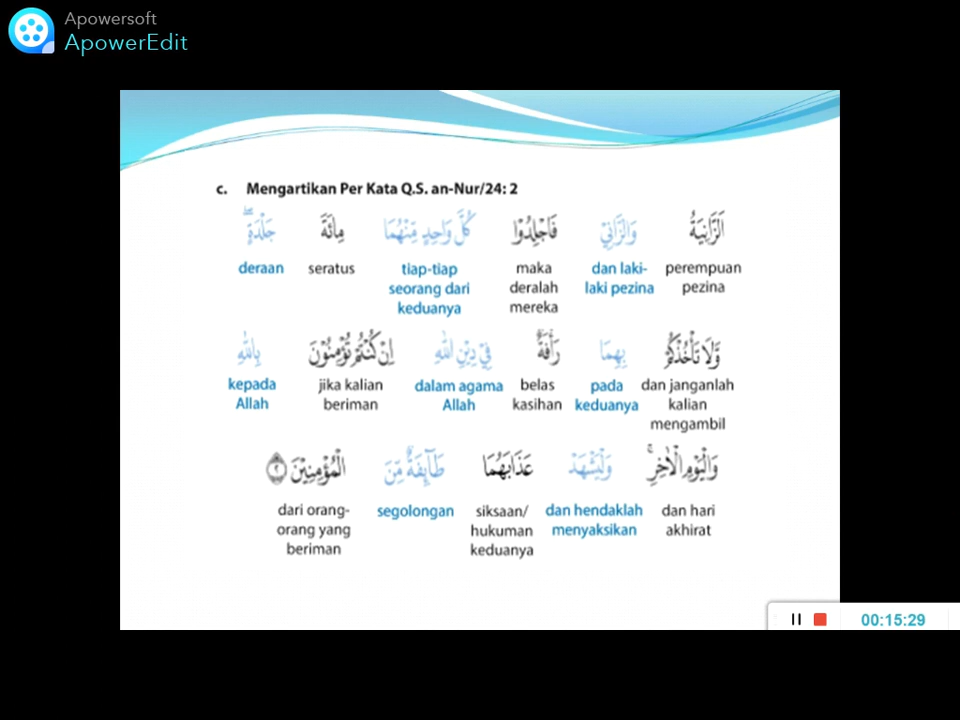 Apowersoft
ApowerEdit
c. Mengartikan Per Kata Q.S. an-Nur/24: 2
اَلزَّانِيَةُ وَالزَّانِيْ فَاجْلِدُوْا كُلَّ وَاحِدٍ مِّنْهُمَا مِائَةَ جَلْدَةٍۖ
deraan seratus tiap-tiap seorang dari keduanya maka deralah mereka dan laki-laki pezina perempuan pezina
وَّلَا تَأْخُذْكُمْ بِهِمَا رَأْفَةٌ فِيْ دِيْنِ اللّٰهِ اِنْ كُنْتُمْ تُؤْمِنُوْنَ بِاللّٰهِ
kepada Allah jika kalian beriman dalam agama Allah belas kasihan pada keduanya dan janganlah kalian mengambil
وَالْيَوْمِ الْاٰخِرِۚ وَلْيَشْهَدْ عَذَابَهُمَا طَاۤىِٕفَةٌ مِّنَ الْمُؤْمِنِيْنَ ٢
dari orang-orang yang beriman segolongan siksaan/hukuman keduanya dan hendaklah menyaksikan dan hari akhirat
00:15:29